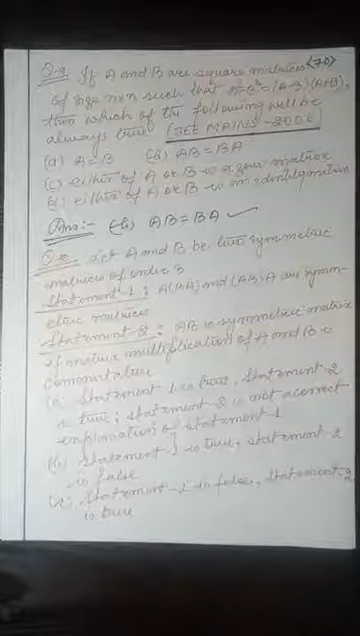 <70>
Q.9. If A and B are square matrices
of size n×n such that A²-B²=(A-B)(A+B),
then which of the following will be
always true (JEE MAINS-2006)
(a) A=B (b) AB=BA
(c) either of A or B is a zero matrix
(d) either of A or B is an identity matrix
Ans:- (b) AB=BA ✓
Q.10. Let A and B be two symmetric
matrices of order 3
Statement-1: A(BA) and (AB)A are symm-
etric matrices
Statement-2: AB is symmetric matrix
if matrix multiplication of A and B is
commutative
(a) Statement-1 is true, Statement-2
is true; Statement-2 is not a correct
explanation of Statement-1
(b) Statement-1 is true, statement-2
is false
(c) Statement-1 is false, Statement-2
is true